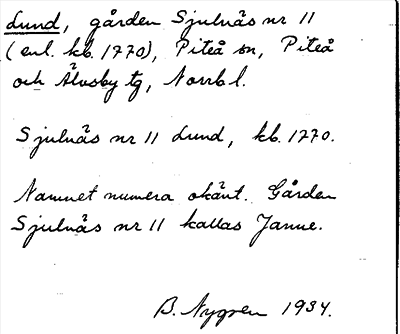 Lund, gården Sjulnäs nr 11
(enl. kb. 1770), Piteå sn, Piteå
och Älvsby tg, Norrb l.
Sjulnäs nr 11 Lund, kb. 1770.
Namnet numera okänt. Gården
Sjulnäs nr 11 kallas Janne.
B. Nygren 1934.